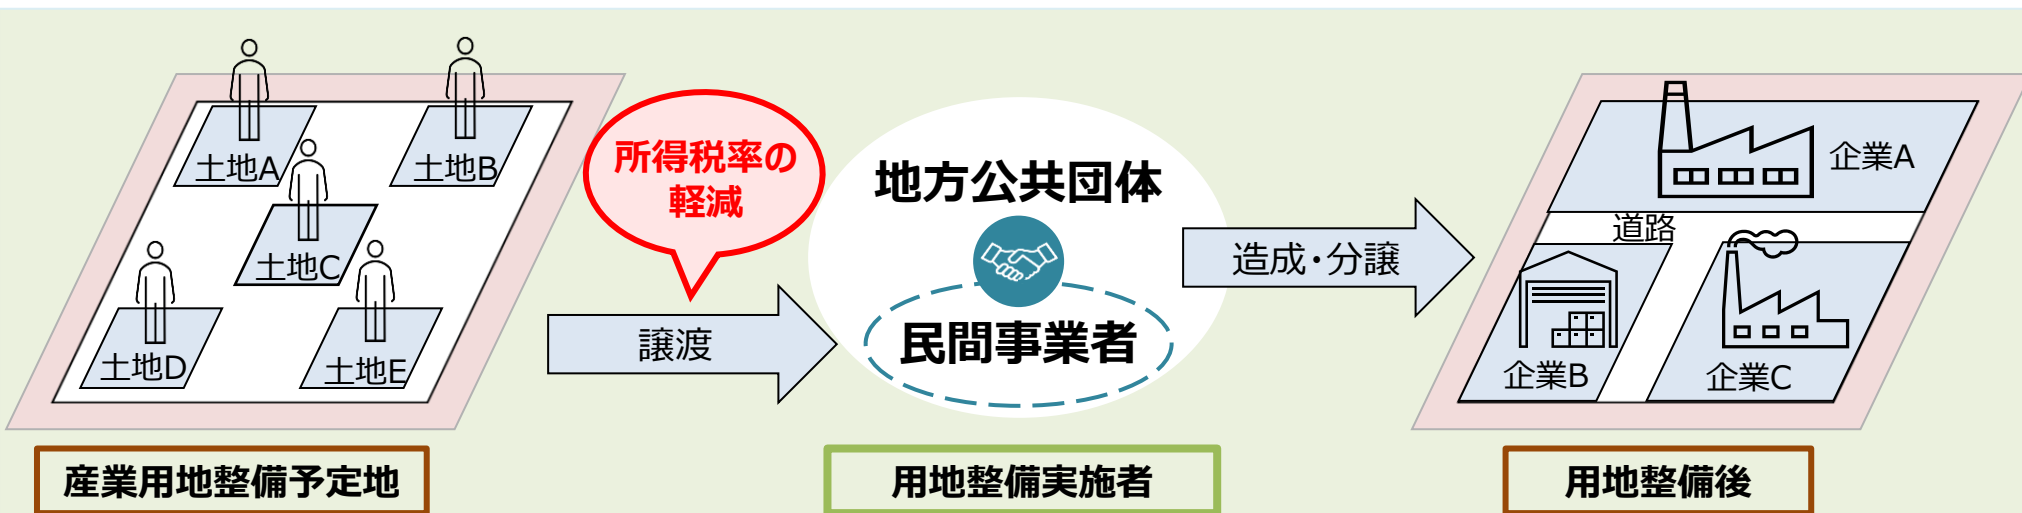 土地A
土地B
土地C
土地D
土地E
産業用地整備予定地
所得税率の
軽減
譲渡
地方公共団体
民間事業者
用地整備実施者
造成・分譲
企業A
道路
企業B
企業C
用地整備後